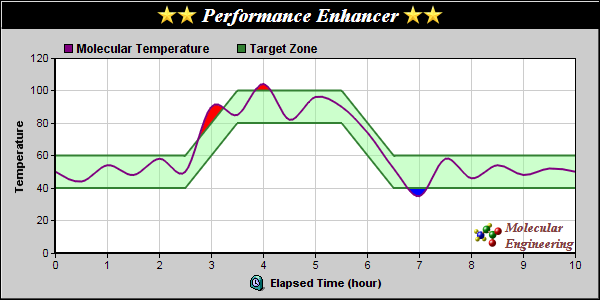 Performance Enhancer
Molecular Temperature
Target Zone
120
100
80
60
40
20
0
Temperature
0 1 2 3 4 5 6 7 8 9 10
Elapsed Time (hour)
Molecular
Engineering